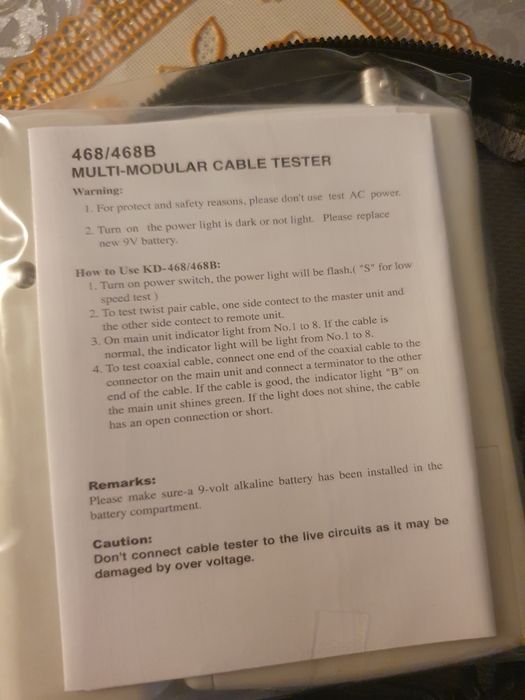 468/468B
MULTI-MODULAR CABLE TESTER
Warning:
1. For protect and safety reasons, please don't use test AC power.
2. Turn on the power light is dark or not light. Please replace
new 9V battery.
How to Use KD-468/468B:
1. Turn on power switch, the power light will be flash.( "S" for low
speed test )
2. To test twist pair cable, one side contect to the master unit and
the other side contect to remote unit.
3. On main unit indicator light from No.1 to 8. If the cable is
normal, the indicator light will be light from No.1 to 8.
4. To test coaxial cable, connect one end of the coaxial cable to the
connector on the main unit and connect a terminator to the other
end of the cable. If the cable is good, the indicator light "B" on
the main unit shines green. If the light does not shine, the cable
has an open connection or short.
Remarks:
Please make sure-a 9-volt alkaline battery has been installed in the
battery compartment.
Caution:
Don't connect cable tester to the live circuits as it may be
damaged by over voltage.